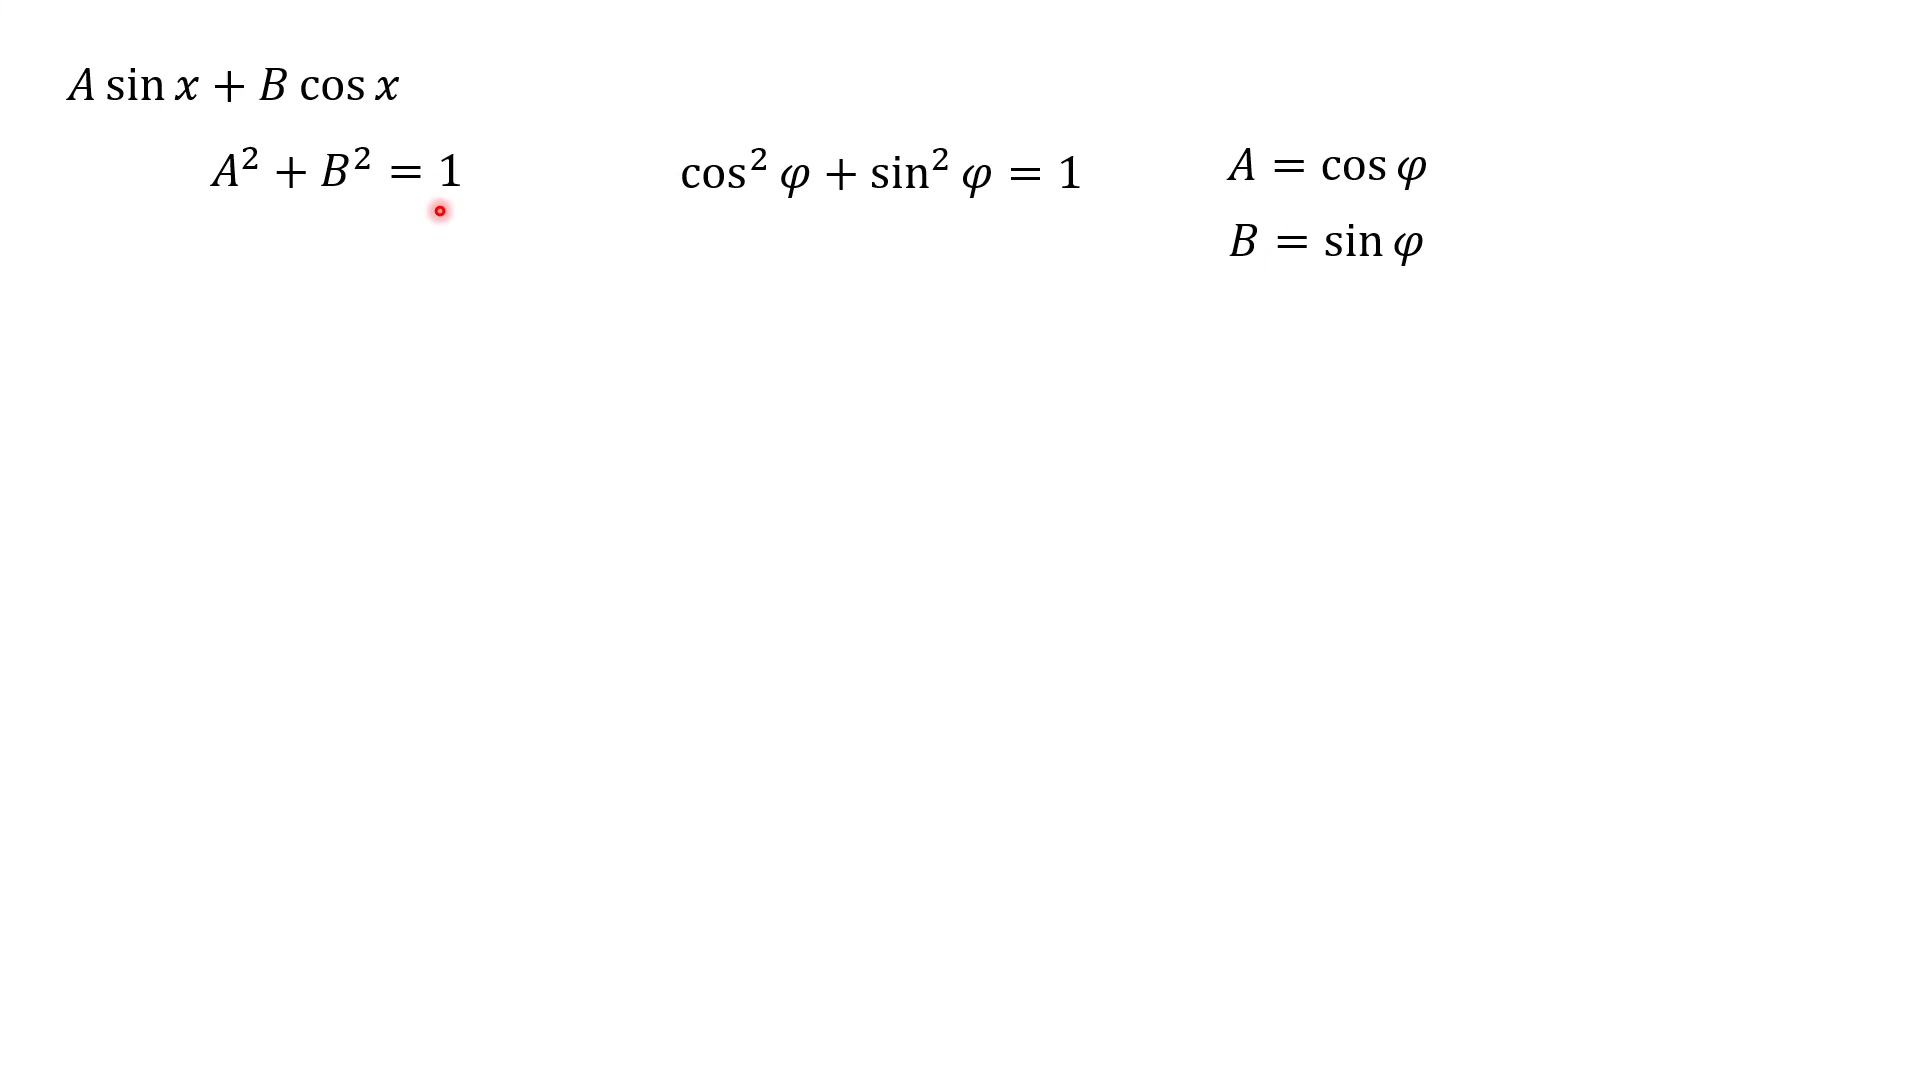 A sin x + B cos x
A² + B² = 1
cos² φ + sin² φ = 1
A = cos φ
B = sin φ